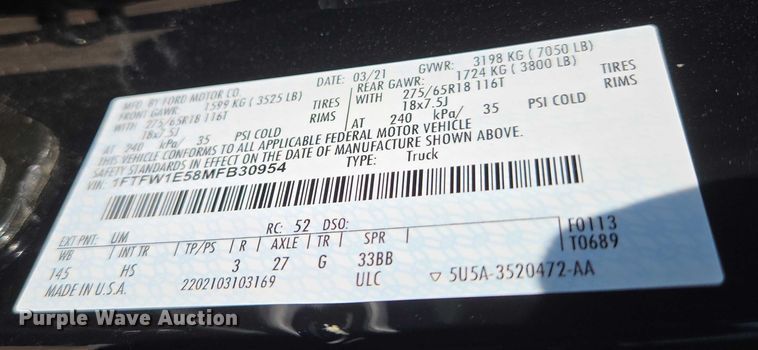 MFD. BY FORD MOTOR CO.
DATE: 03/21
GVWR: 3198 KG ( 7050 LB)
FRONT GAWR: 1599 KG ( 3525 LB)
REAR GAWR: 1724 KG ( 3800 LB)
WITH 275/65R18 116T TIRES
WITH 275/65R18 116T TIRES
18x7.5J RIMS
18x7.5J RIMS
AT 240 kPa/ 35 PSI COLD
AT 240 kPa/ 35 PSI COLD
THIS VEHICLE CONFORMS TO ALL APPLICABLE FEDERAL MOTOR VEHICLE
SAFETY STANDARDS IN EFFECT ON THE DATE OF MANUFACTURE SHOWN ABOVE.
VIN: 1FTFW1E58MFB30954
TYPE: Truck
EXT PNT: UM RC: 52 DSO: F0113
WB INT TR TP/PS R AXLE TR SPR T0689
145 HS 3 27 G 33BB
MADE IN U.S.A. 2202103103169 ULC ▽ 5U5A-3520472-AA
Purple Wave Auction